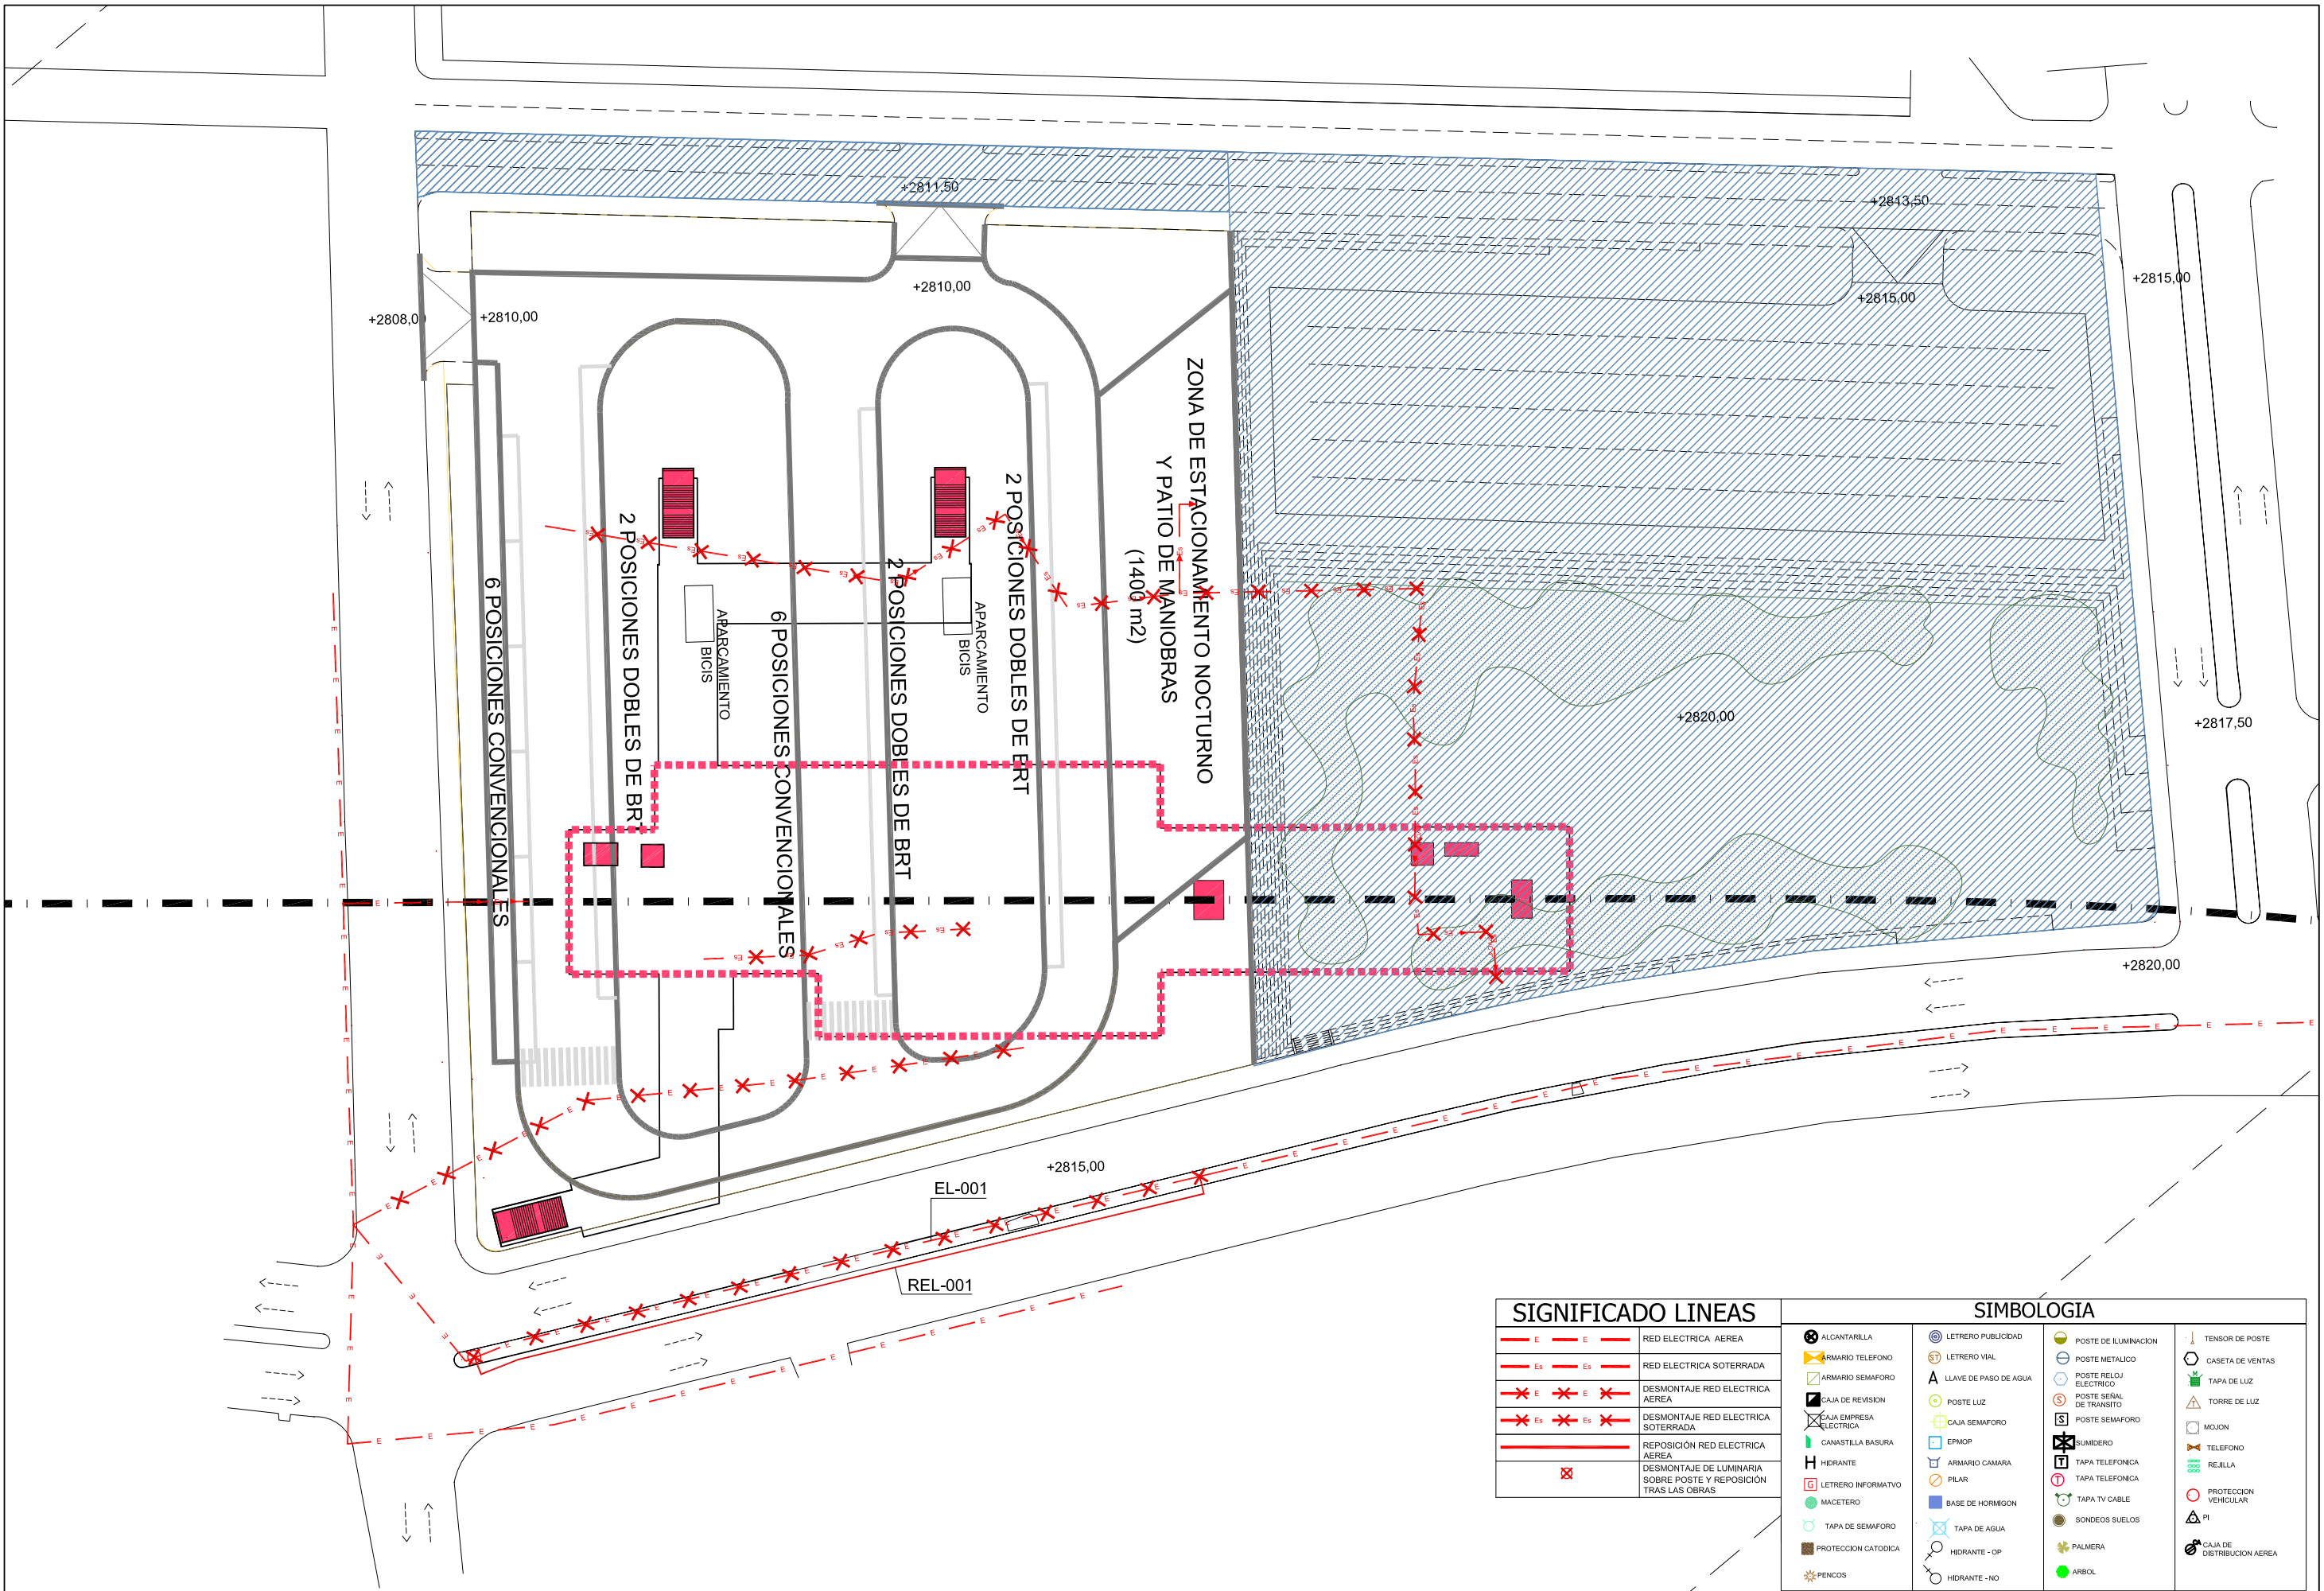 +2811,50
+2813,50
+2815,00
+2810,00
+2815,00
+2808,00
+2810,00
ZONA DE ESTACIONAMIENTO NOCTURNO
Y PATIO DE MANIOBRAS
(1400 m2)
2 POSICIONES DOBLES DE BRT
2 POSICIONES DOBLES DE BRT
6 POSICIONES CONVENCIONALES
2 POSICIONES DOBLES DE BRT
6 POSICIONES CONVENCIONALES
APARCAMIENTO
BICIS
APARCAMIENTO
BICIS
+2820,00
+2817,50
+2820,00
+2815,00
EL-001
REL-001
SIGNIFICADO LINEAS
E E RED ELECTRICA AEREA
Es Es RED ELECTRICA SOTERRADA
E E DESMONTAJE RED ELECTRICA
AEREA
Es Es DESMONTAJE RED ELECTRICA
SOTERRADA
REPOSICIÓN RED ELECTRICA
AEREA
DESMONTAJE DE LUMINARIA
SOBRE POSTE Y REPOSICIÓN
TRAS LAS OBRAS
SIMBOLOGIA
ALCANTARILLA
ARMARIO TELEFONO
ARMARIO SEMAFORO
CAJA DE REVISION
CAJA EMPRESA
ELECTRICA
CANASTILLA BASURA
H HIDRANTE
G LETRERO INFORMATVO
MACETERO
TAPA DE SEMAFORO
PROTECCION CATODICA
PENCOS
LETRERO PUBLICIDAD
ST LETRERO VIAL
A LLAVE DE PASO DE AGUA
POSTE LUZ
CAJA SEMAFORO
EPMOP
ARMARIO CAMARA
PILAR
BASE DE HORMIGON
TAPA DE AGUA
HIDRANTE - OP
HIDRANTE - NO
POSTE DE ILUMINACION
POSTE METALICO
POSTE RELOJ
ELECTRICO
S POSTE SEÑAL
DE TRANSITO
S POSTE SEMAFORO
SUMIDERO
T TAPA TELEFONICA
T TAPA TELEFONICA
TAPA TV CABLE
SONDEOS SUELOS
PALMERA
ARBOL
TENSOR DE POSTE
CASETA DE VENTAS
M TAPA DE LUZ
T TORRE DE LUZ
MOJON
TELEFONO
REJILLA
PROTECCION
VEHICULAR
PI
CAJA DE
DISTRIBUCION AEREA